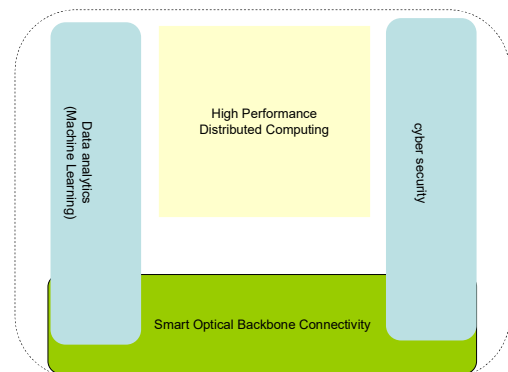 Data analytics
(Machine Learning)
High Performance
Distributed Computing
cyber security
Smart Optical Backbone Connectivity